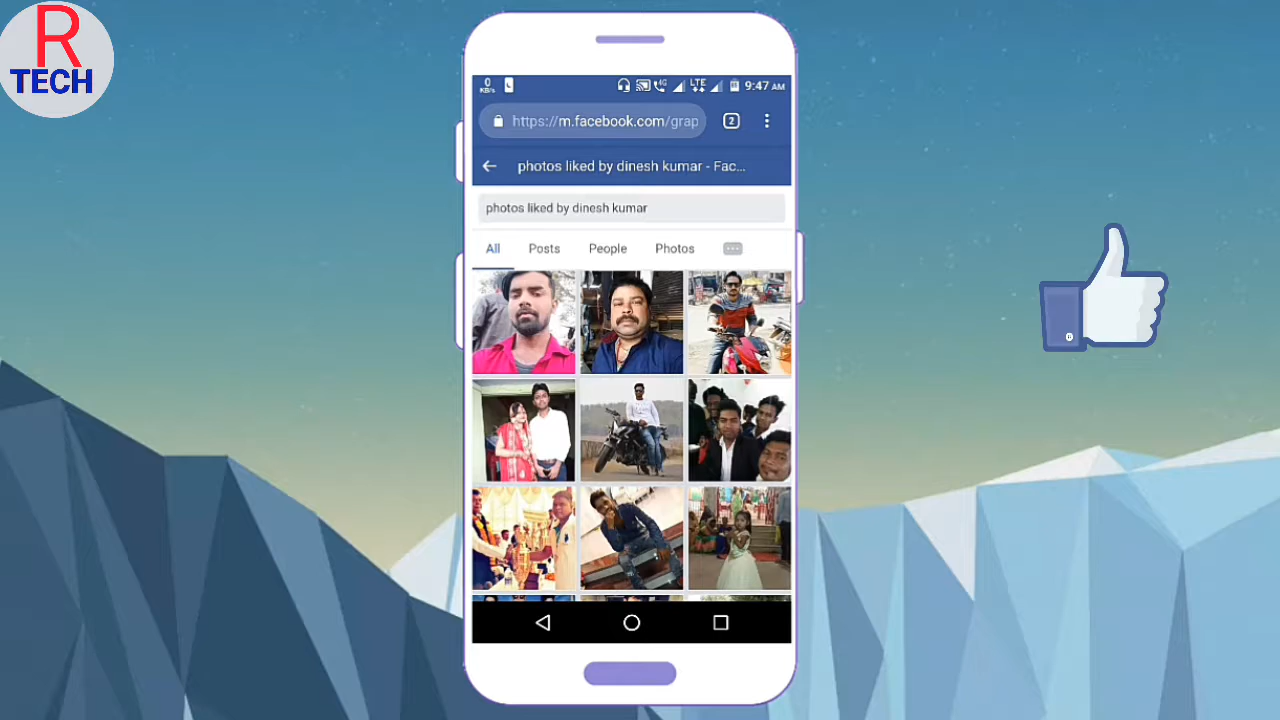 R
TECH
0
KB/s
4G
LTE
9:47 AM
https://m.facebook.com/grap
2
photos liked by dinesh kumar - Fac...
photos liked by dinesh kumar
All
Posts
People
Photos